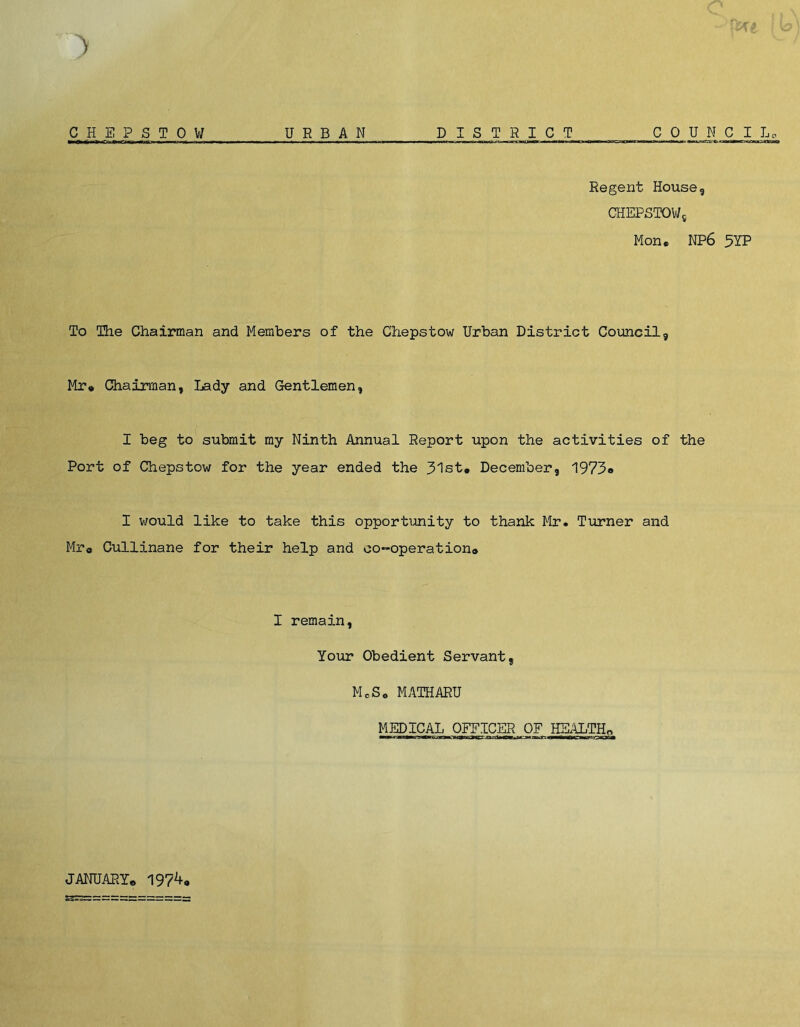 CHEPSTOW URBAN DISTRICT COUNCIL.
Regent House,
CHEPSTOW,
Mon. NP6 5YP
To The Chairman and Members of the Chepstow Urban District Council,
Mr. Chairman, Lady and Gentlemen,
I beg to submit my Ninth Annual Report upon the activities of the
Port of Chepstow for the year ended the 31st. December, 1973.
I would like to take this opportunity to thank Mr. Turner and
Mr. Cullinane for their help and co-operation.
I remain,
Your Obedient Servant,
M.S. MATHARU
MEDICAL OFFICER OF HEALTH.
JANUARY. 1974.